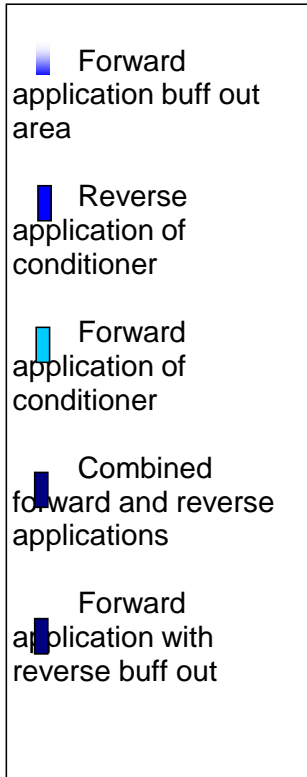 Forward
application buff out
area
Reverse
application of
conditioner
Forward
application of
conditioner
Combined
forward and reverse
applications
Forward
application with
reverse buff out